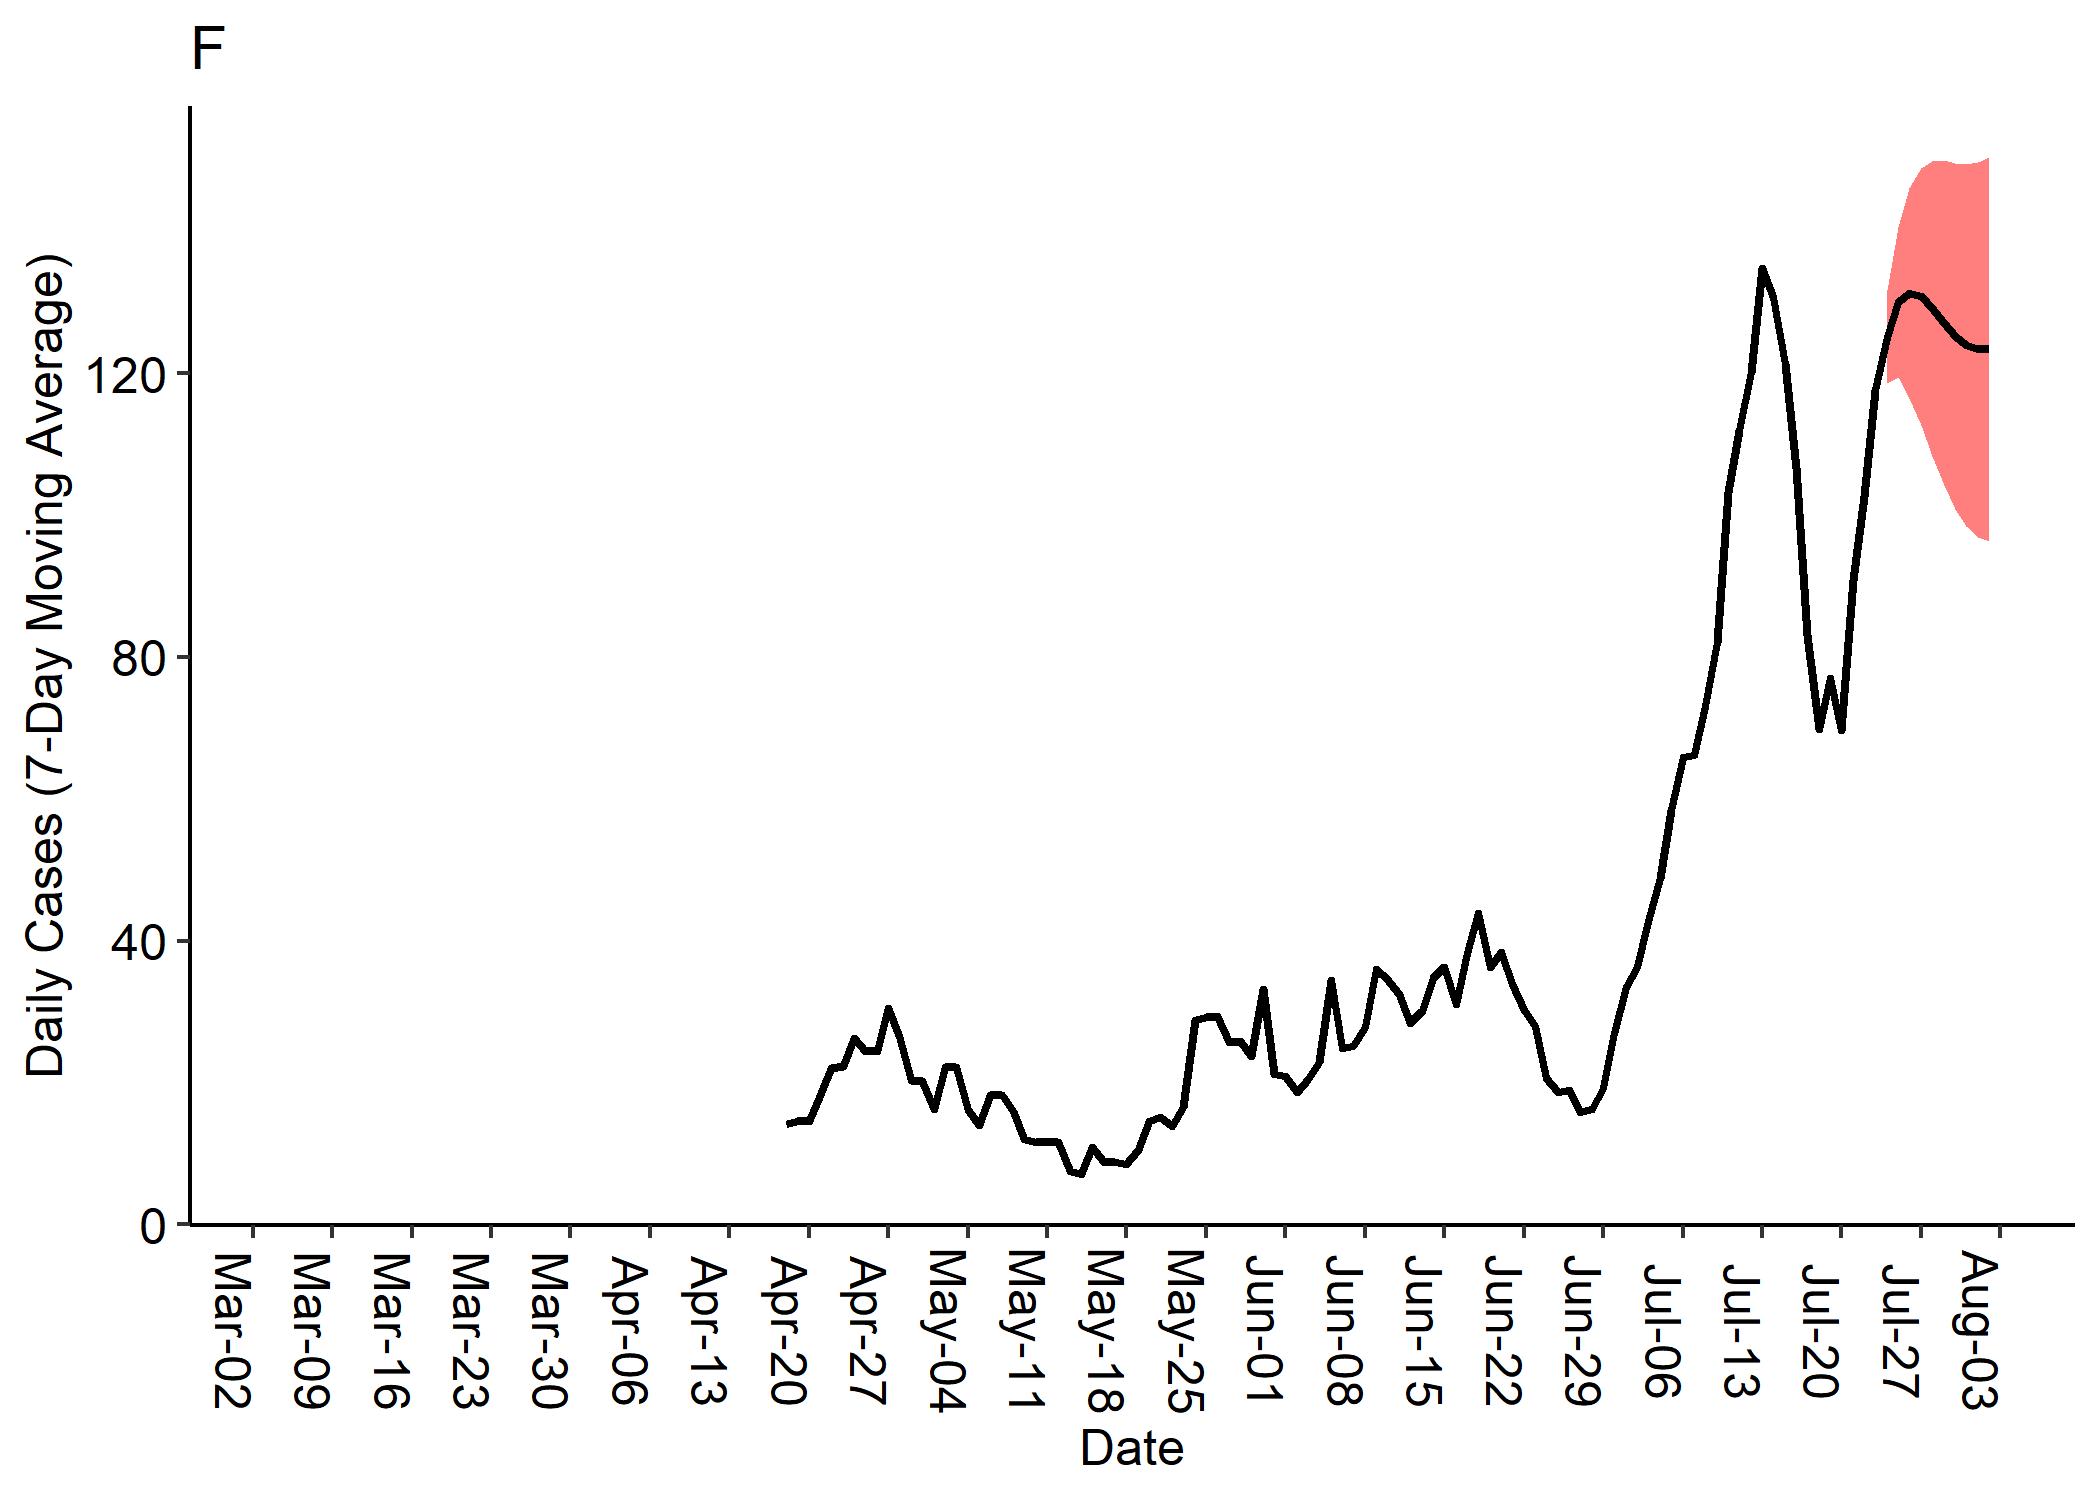 F
Daily Cases (7-Day Moving Average)
120
80
40
0
Mar-02
Mar-09
Mar-16
Mar-23
Mar-30
Apr-06
Apr-13
Apr-20
Apr-27
May-04
May-11
May-18
May-25
Jun-01
Jun-08
Jun-15
Jun-22
Jun-29
Jul-06
Jul-13
Jul-20
Jul-27
Aug-03
Date